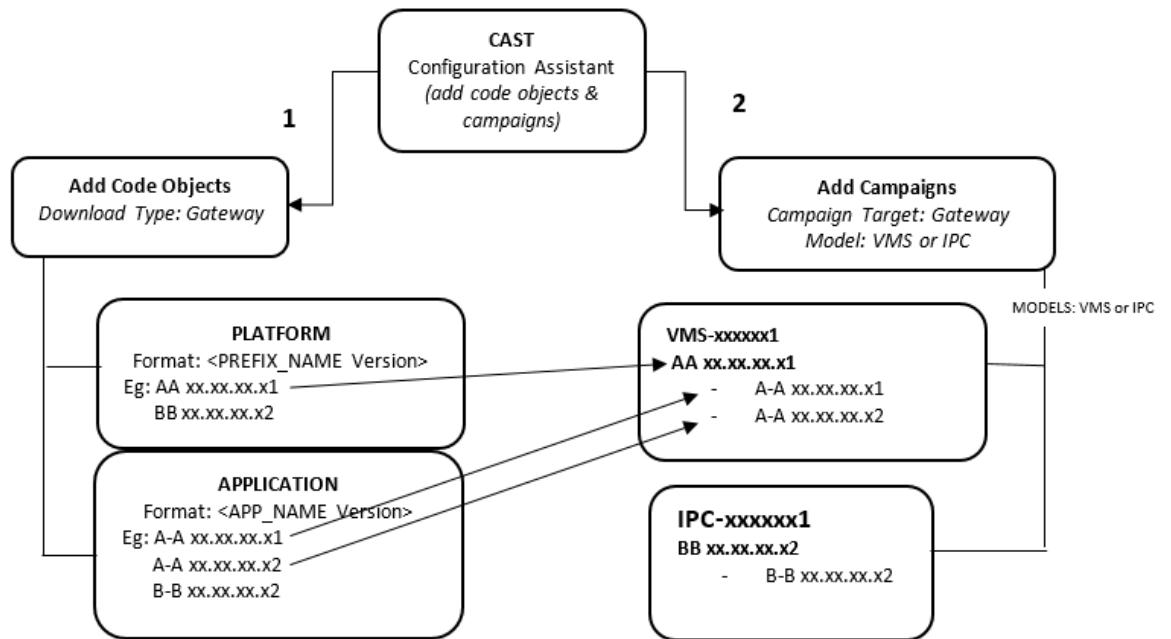 CAST
Configuration Assistant
(add code objects &
campaigns)
1
2
Add Code Objects
Download Type: Gateway
Add Campaigns
Campaign Target: Gateway
Model: VMS or IPC
MODELS: VMS or IPC
PLATFORM
Format: <PREFIX_NAME Version>
Eg: AA xx.xx.xx.x1
BB xx.xx.xx.x2
VMS-xxxxxx1
AA xx.xx.xx.x1
- A-A xx.xx.xx.x1
- A-A xx.xx.xx.x2
APPLICATION
Format: <APP_NAME Version>
Eg: A-A xx.xx.xx.x1
A-A xx.xx.xx.x2
B-B xx.xx.xx.x2
IPC-xxxxxx1
BB xx.xx.xx.x2
- B-B xx.xx.xx.x2